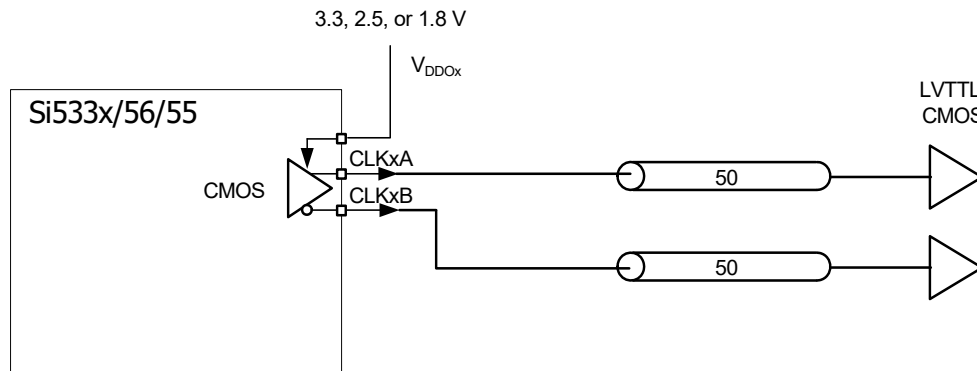 3.3, 2.5, or 1.8 V
VDDOx
Si533x/56/55
LVTTL
CMOS
CLKxA
CMOS
CLKxB
50
50